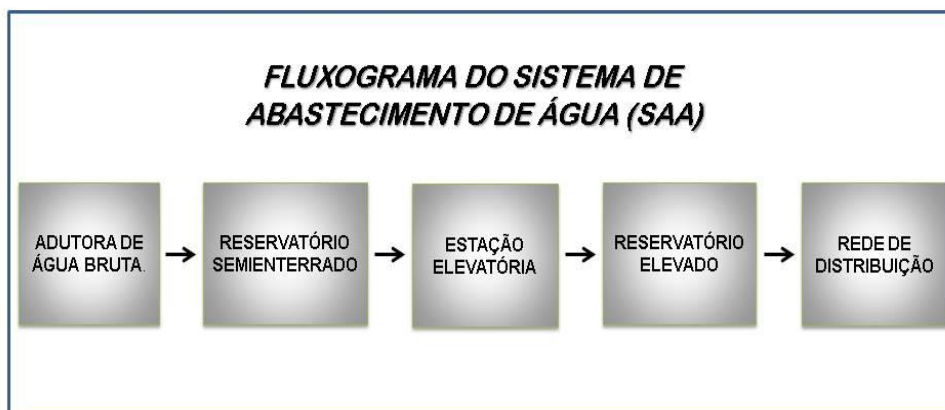 FLUXOGRAMA DO SISTEMA DE
ABASTECIMENTO DE ÁGUA (SAA)
ADUTORA DE
ÁGUA BRUTA.
RESERVATÓRIO
SEMIENTERRADO
ESTAÇÃO
ELEVATÓRIA
RESERVATÓRIO
ELEVADO
REDE DE
DISTRIBUIÇÃO